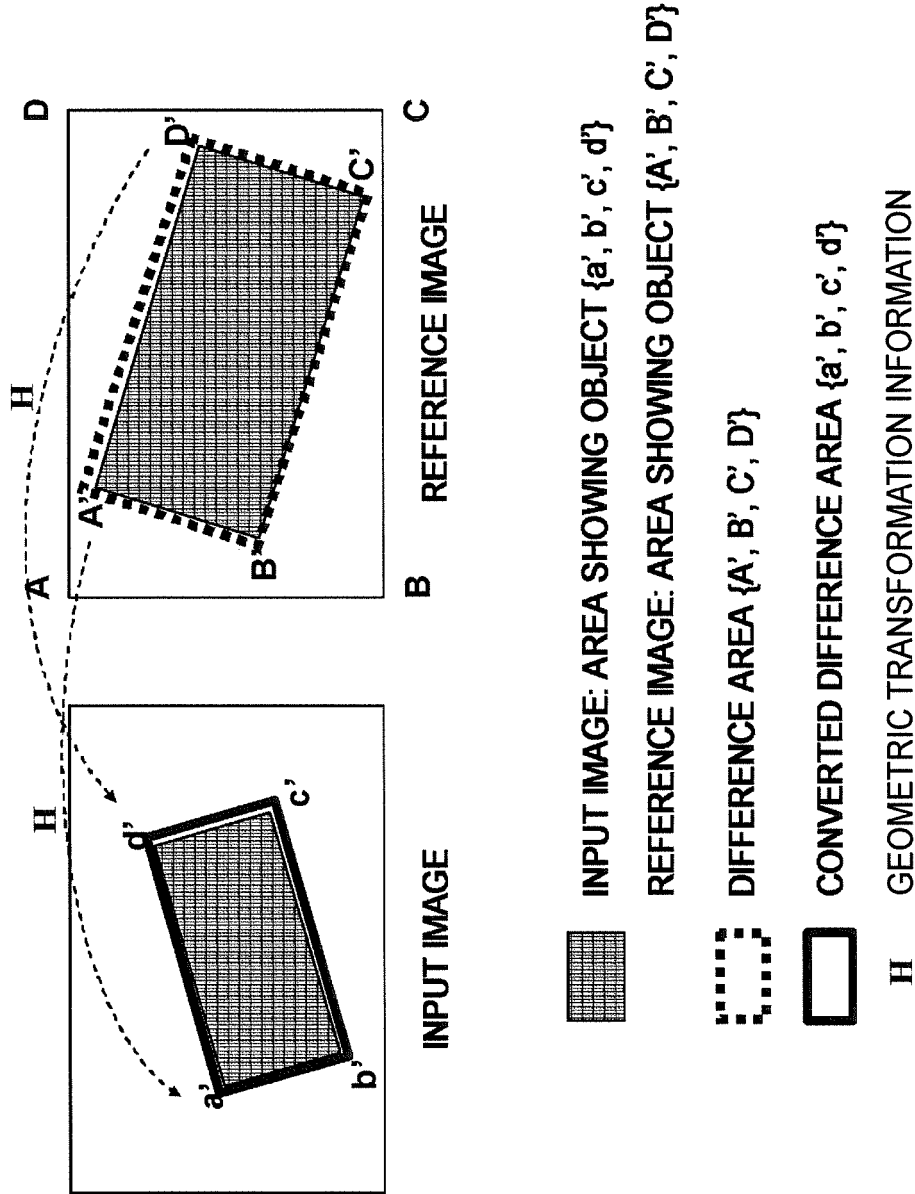 H
H
A
D
A'
D'
d'
a'
B'
c'
C'
b'
B
C
INPUT IMAGE
REFERENCE IMAGE
INPUT IMAGE: AREA SHOWING OBJECT {a', b', c', d'}
REFERENCE IMAGE: AREA SHOWING OBJECT {A', B', C', D'}
DIFFERENCE AREA {A', B', C', D'}
CONVERTED DIFFERENCE AREA {a', b', c', d'}
H GEOMETRIC TRANSFORMATION INFORMATION